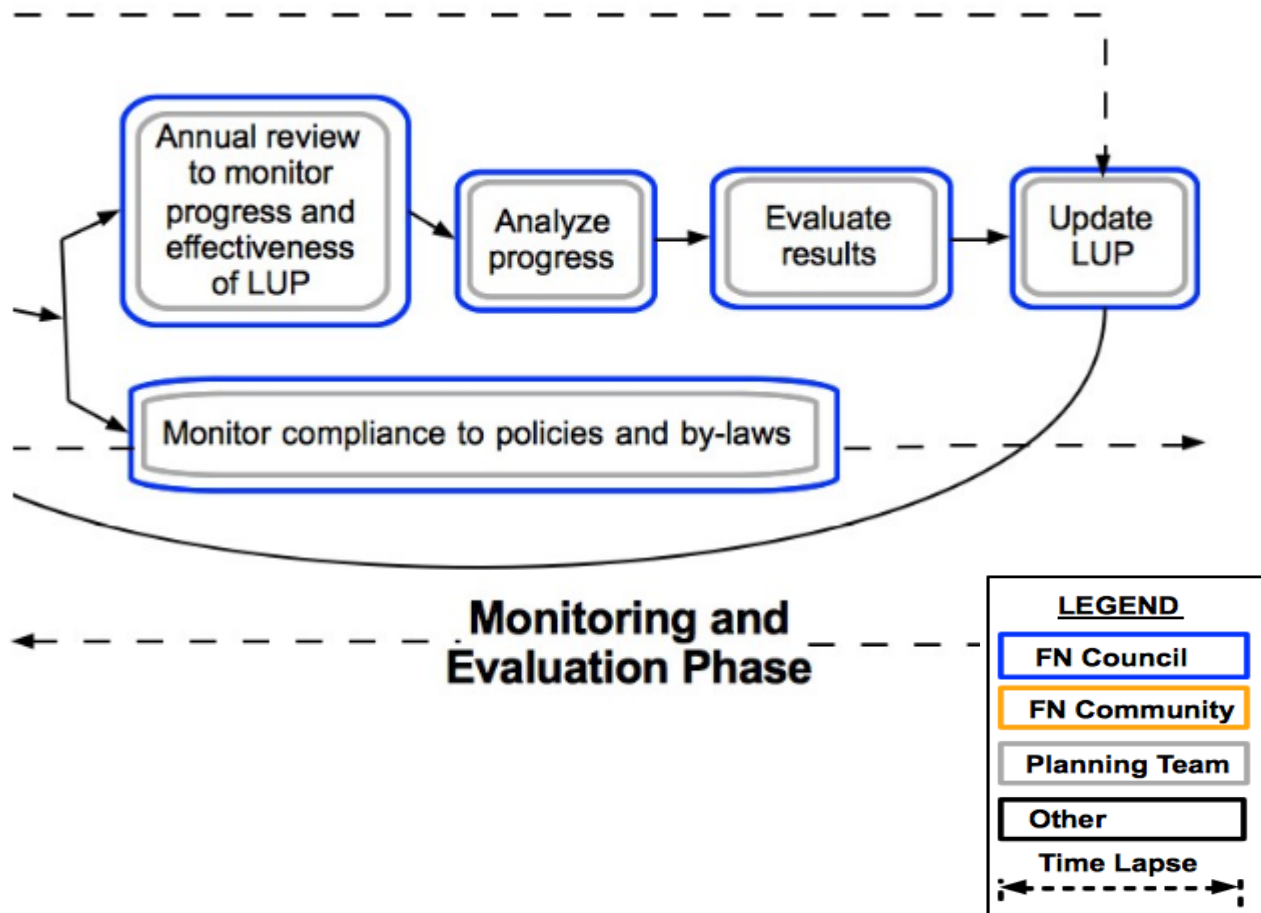 Annual review
to monitor
progress and
effectiveness
of LUP
Analyze
progress
Evaluate
results
Update
LUP
Monitor compliance to policies and by-laws
Monitoring and
Evaluation Phase
LEGEND
FN Council
FN Community
Planning Team
Other
Time Lapse